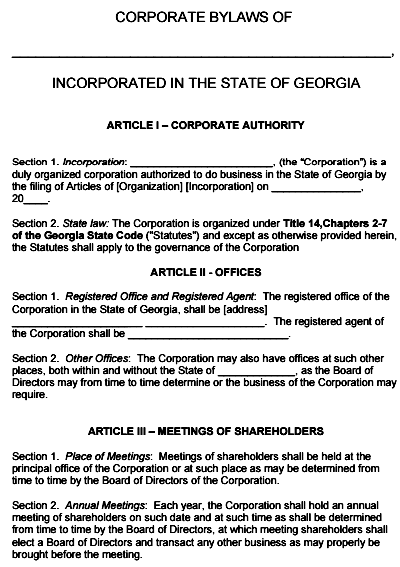 CORPORATE BYLAWS OF
________________________________________________,
INCORPORATED IN THE STATE OF GEORGIA
ARTICLE I – CORPORATE AUTHORITY
Section 1. Incorporation: ______________________, (the “Corporation”) is a
duly organized corporation authorized to do business in the State of Georgia by
the filing of Articles of [Organization] [Incorporation] on ______________,
20____.
Section 2. State law: The Corporation is organized under Title 14,Chapters 2-7
of the Georgia State Code ("Statutes") and except as otherwise provided herein,
the Statutes shall apply to the governance of the Corporation
ARTICLE II - OFFICES
Section 1. Registered Office and Registered Agent: The registered office of the
Corporation in the State of Georgia, shall be [address]
____________________ ___________________. The registered agent of
the Corporation shall be _________________________.
Section 2. Other Offices: The Corporation may also have offices at such other
places, both within and without the State of ____________, as the Board of
Directors may from time to time determine or the business of the Corporation may
require.
ARTICLE III – MEETINGS OF SHAREHOLDERS
Section 1. Place of Meetings: Meetings of shareholders shall be held at the
principal office of the Corporation or at such place as may be determined from
time to time by the Board of Directors of the Corporation.
Section 2. Annual Meetings: Each year, the Corporation shall hold an annual
meeting of shareholders on such date and at such time as shall be determined
from time to time by the Board of Directors, at which meeting shareholders shall
elect a Board of Directors and transact any other business as may properly be
brought before the meeting.